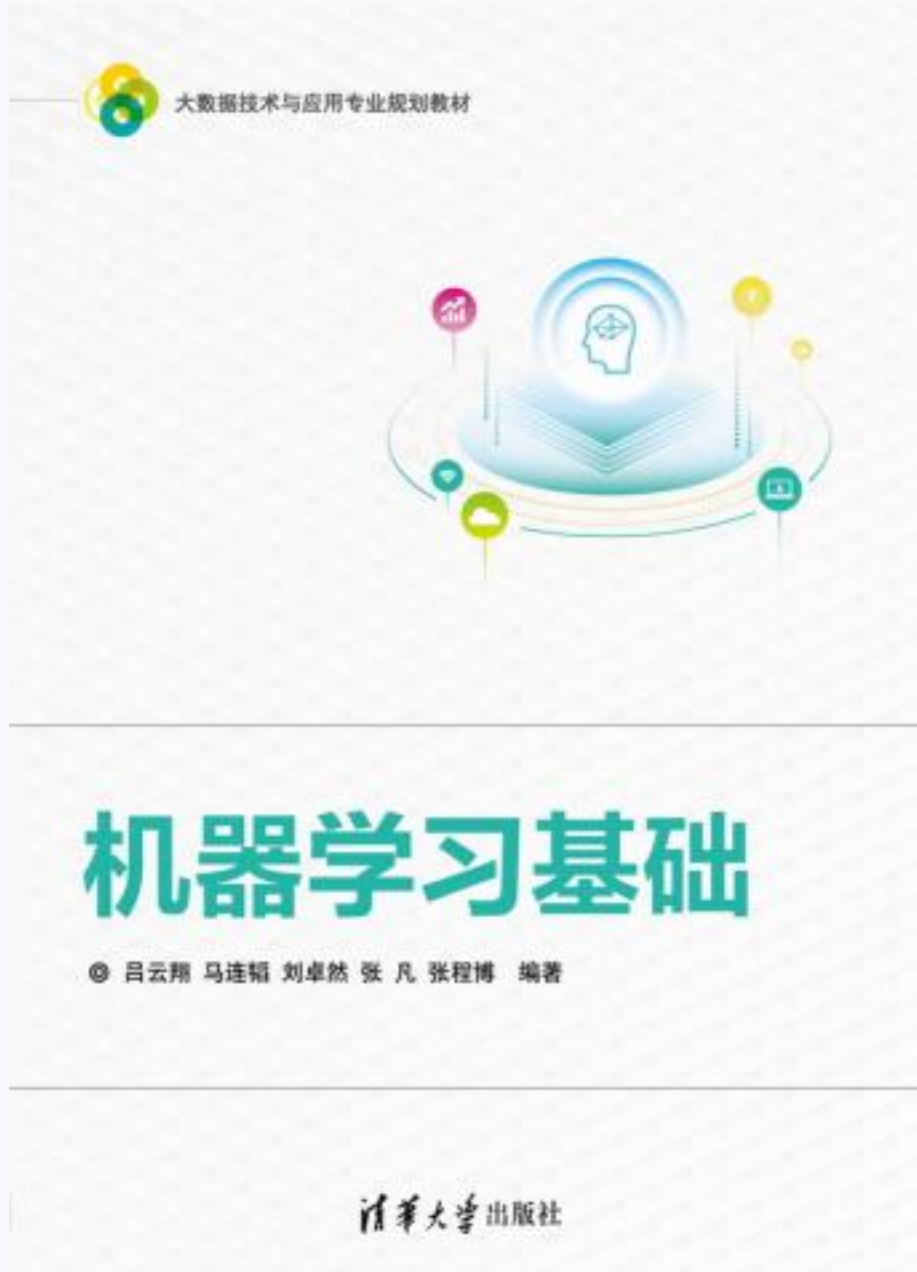 大数据技术与应用专业规划教材
机器学习基础
◎ 吕云翔 马连韬 刘卓然 张 凡 张程博 编著
清华大学出版社